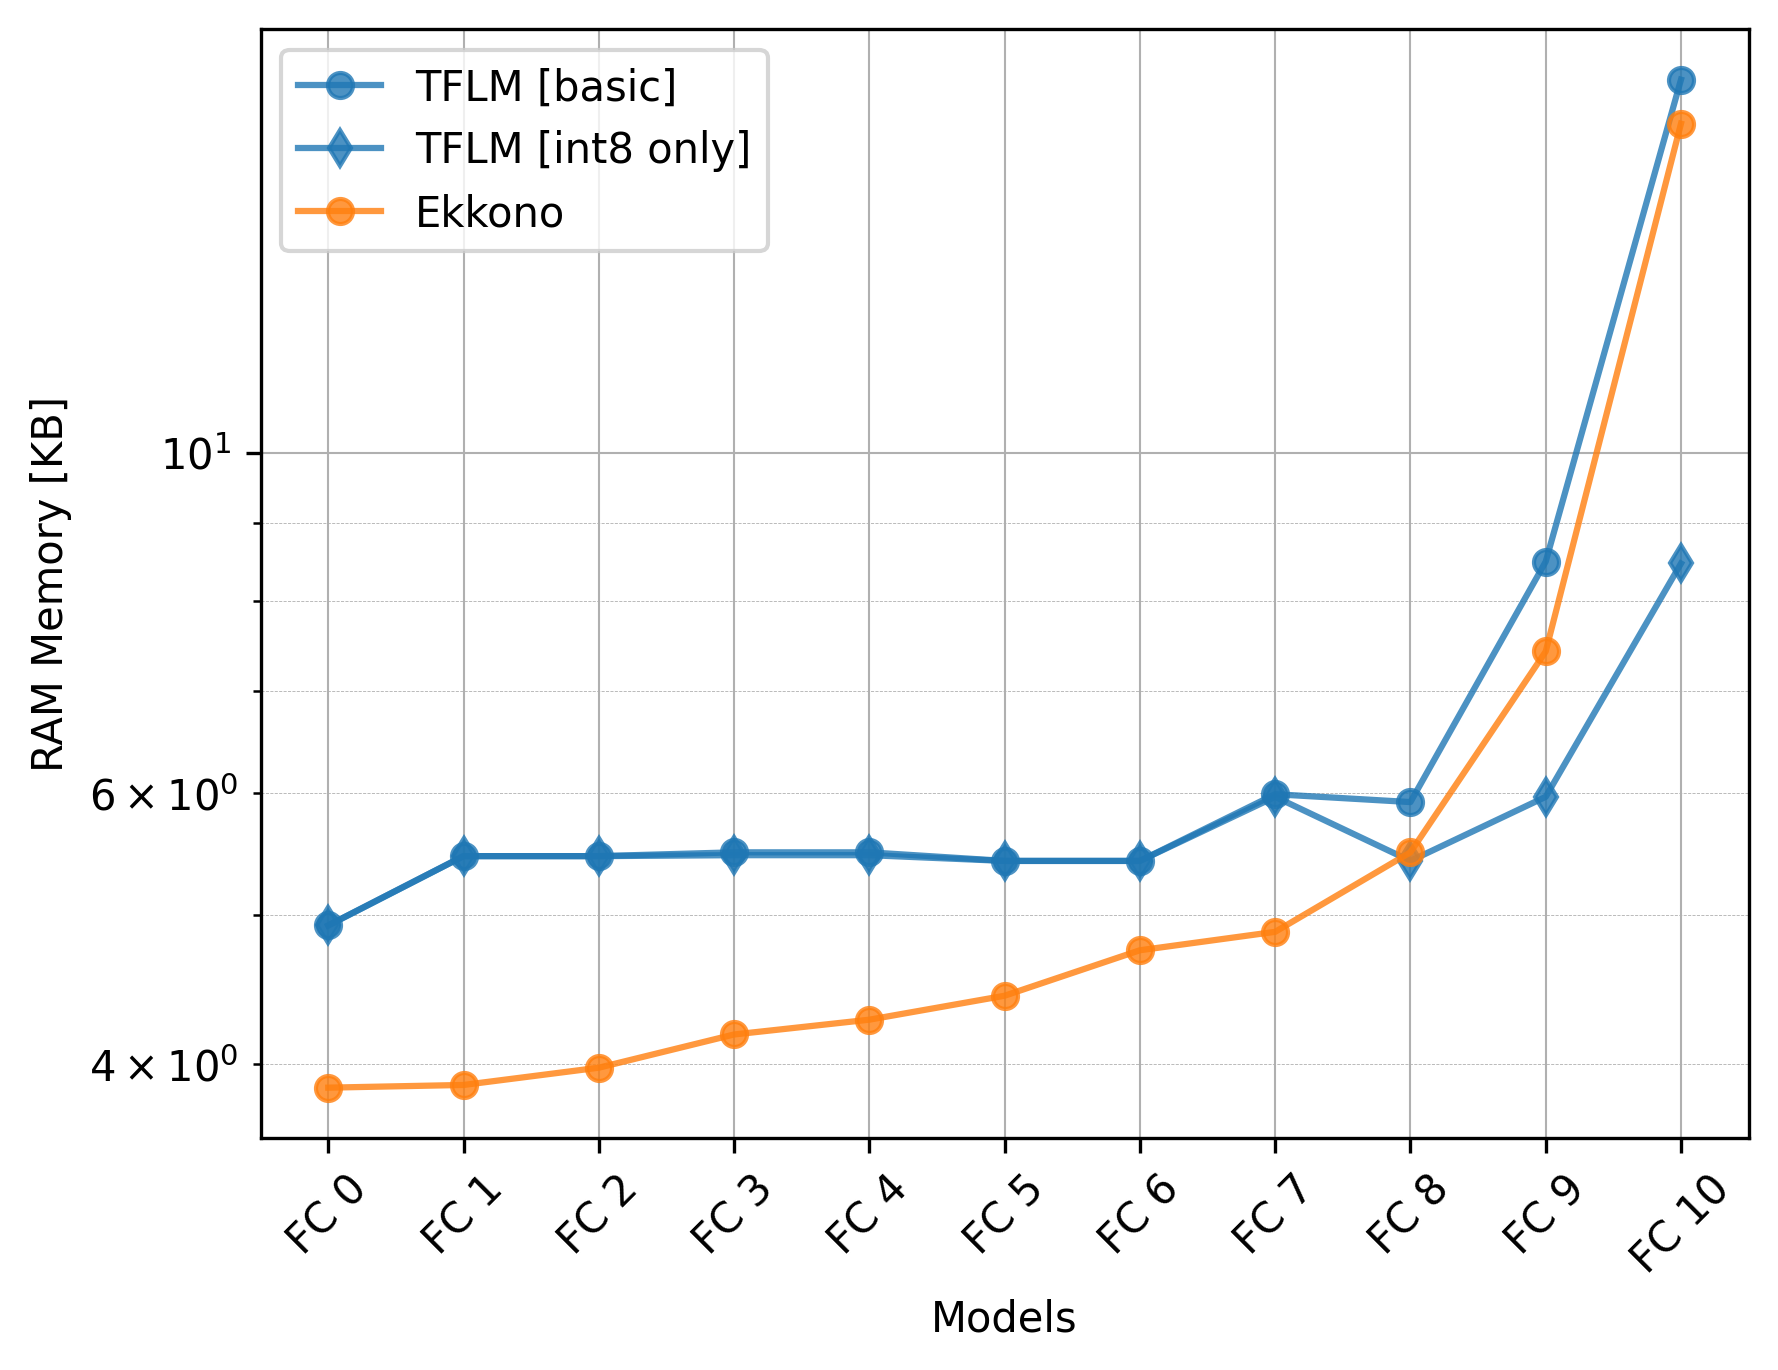 TFLM [basic]
TFLM [int8 only]
Ekkono
RAM Memory [KB]
10¹
6 × 10⁰
4 × 10⁰
FC 0
FC 1
FC 2
FC 3
FC 4
FC 5
FC 6
FC 7
FC 8
FC 9
FC 10
Models